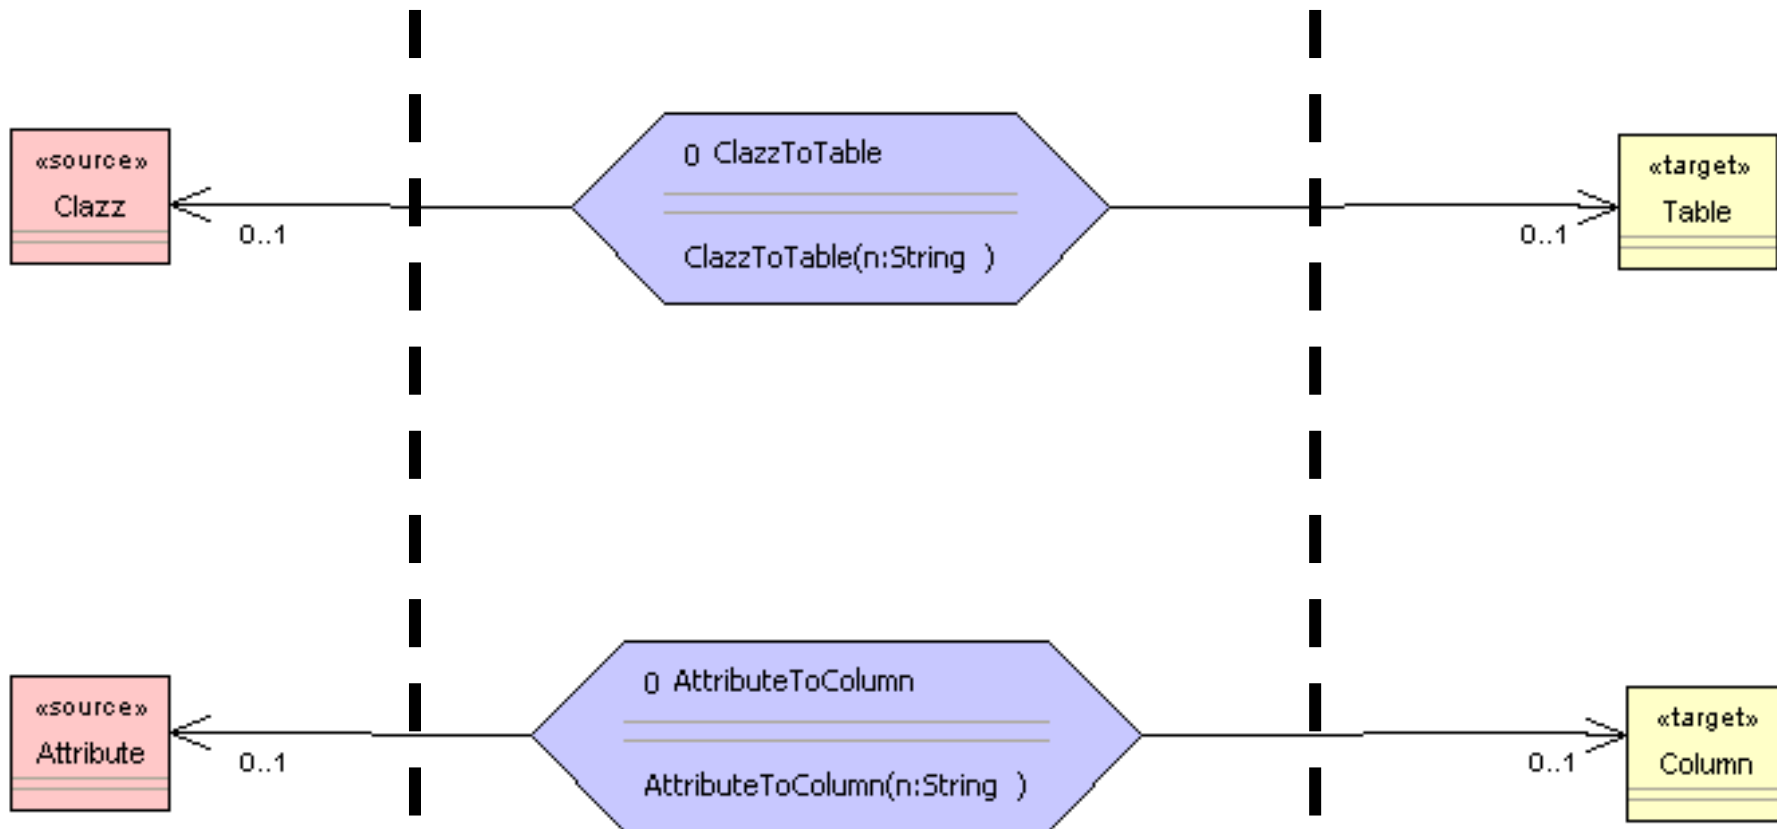 «source»
Clazz
0..1
0 ClazzToTable
ClazzToTable(n:String )
0..1
«target»
Table
«source»
Attribute
0..1
0 AttributeToColumn
AttributeToColumn(n:String )
0..1
«target»
Column